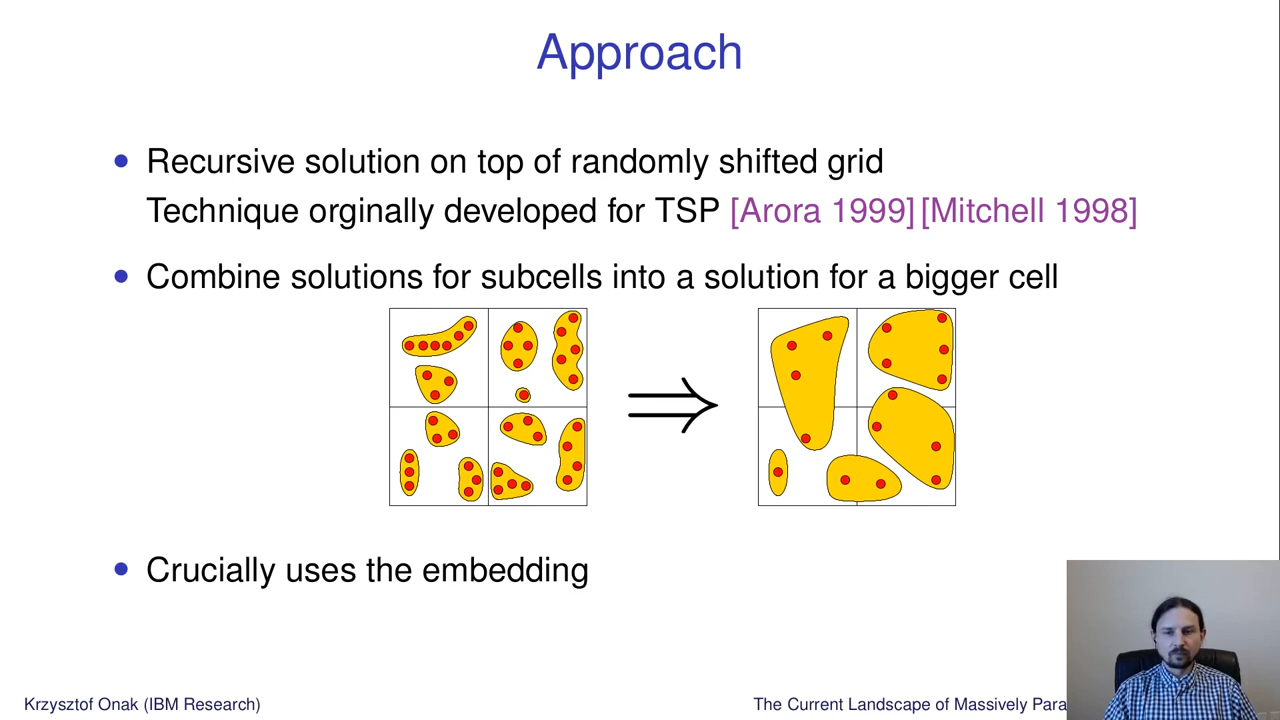 Approach
Recursive solution on top of randomly shifted grid
Technique orginally developed for TSP [Arora 1999] [Mitchell 1998]
Combine solutions for subcells into a solution for a bigger cell
Crucially uses the embedding
Krzysztof Onak (IBM Research)
The Current Landscape of Massively Para